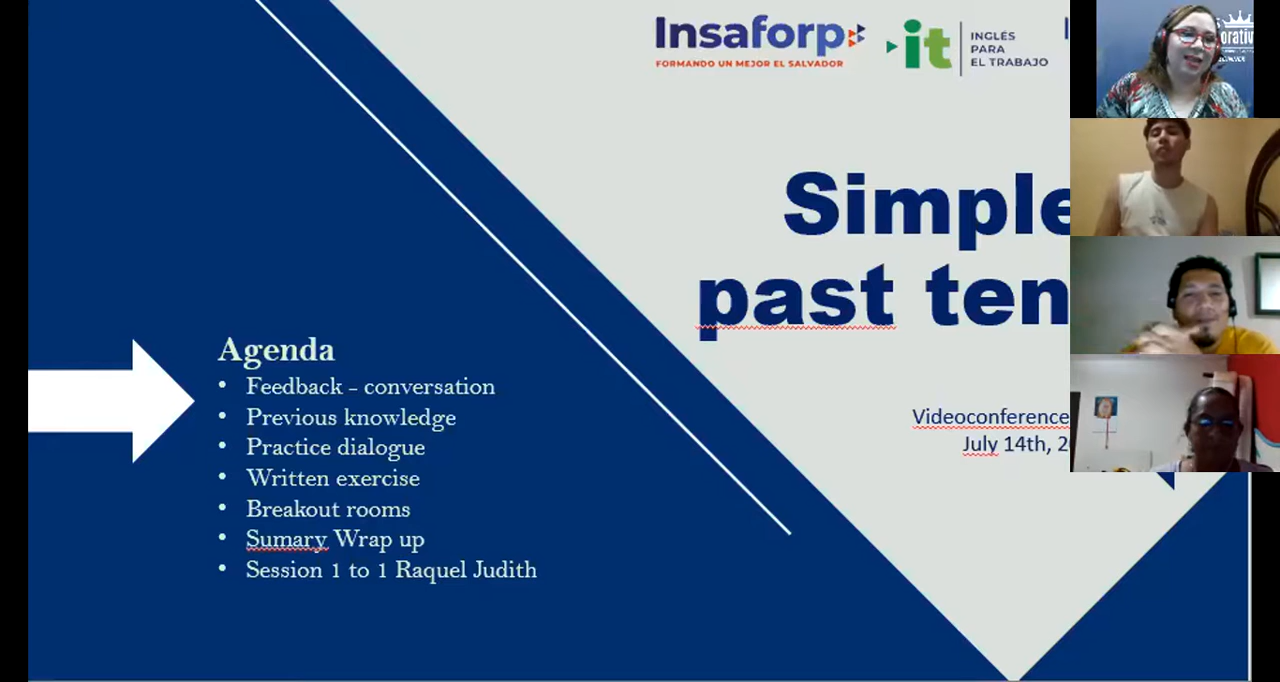 Insaforp
FORMANDO UN MEJOR EL SALVADOR
it
INGLÉS
PARA
EL TRABAJO
Simple
past ten
Videoconference
July 14th, 2
Agenda
• Feedback - conversation
• Previous knowledge
• Practice dialogue
• Written exercise
• Breakout rooms
• Sumary Wrap up
• Session 1 to 1 Raquel Judith
orativ